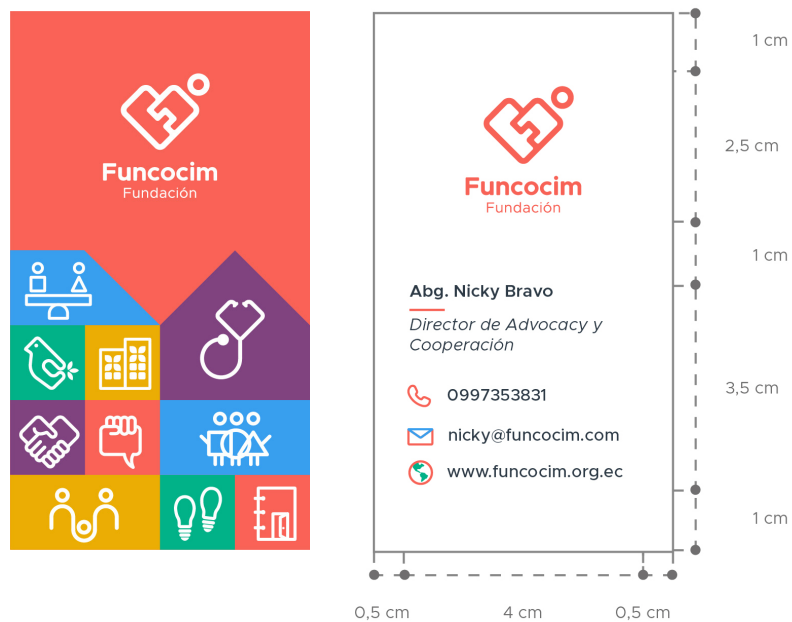 Funcocim
Fundación
Funcocim
Fundación
Abg. Nicky Bravo
Director de Advocacy y
Cooperación
0997353831
nicky@funcocim.com
www.funcocim.org.ec
1 cm
2,5 cm
1 cm
3,5 cm
1 cm
0,5 cm
4 cm
0,5 cm